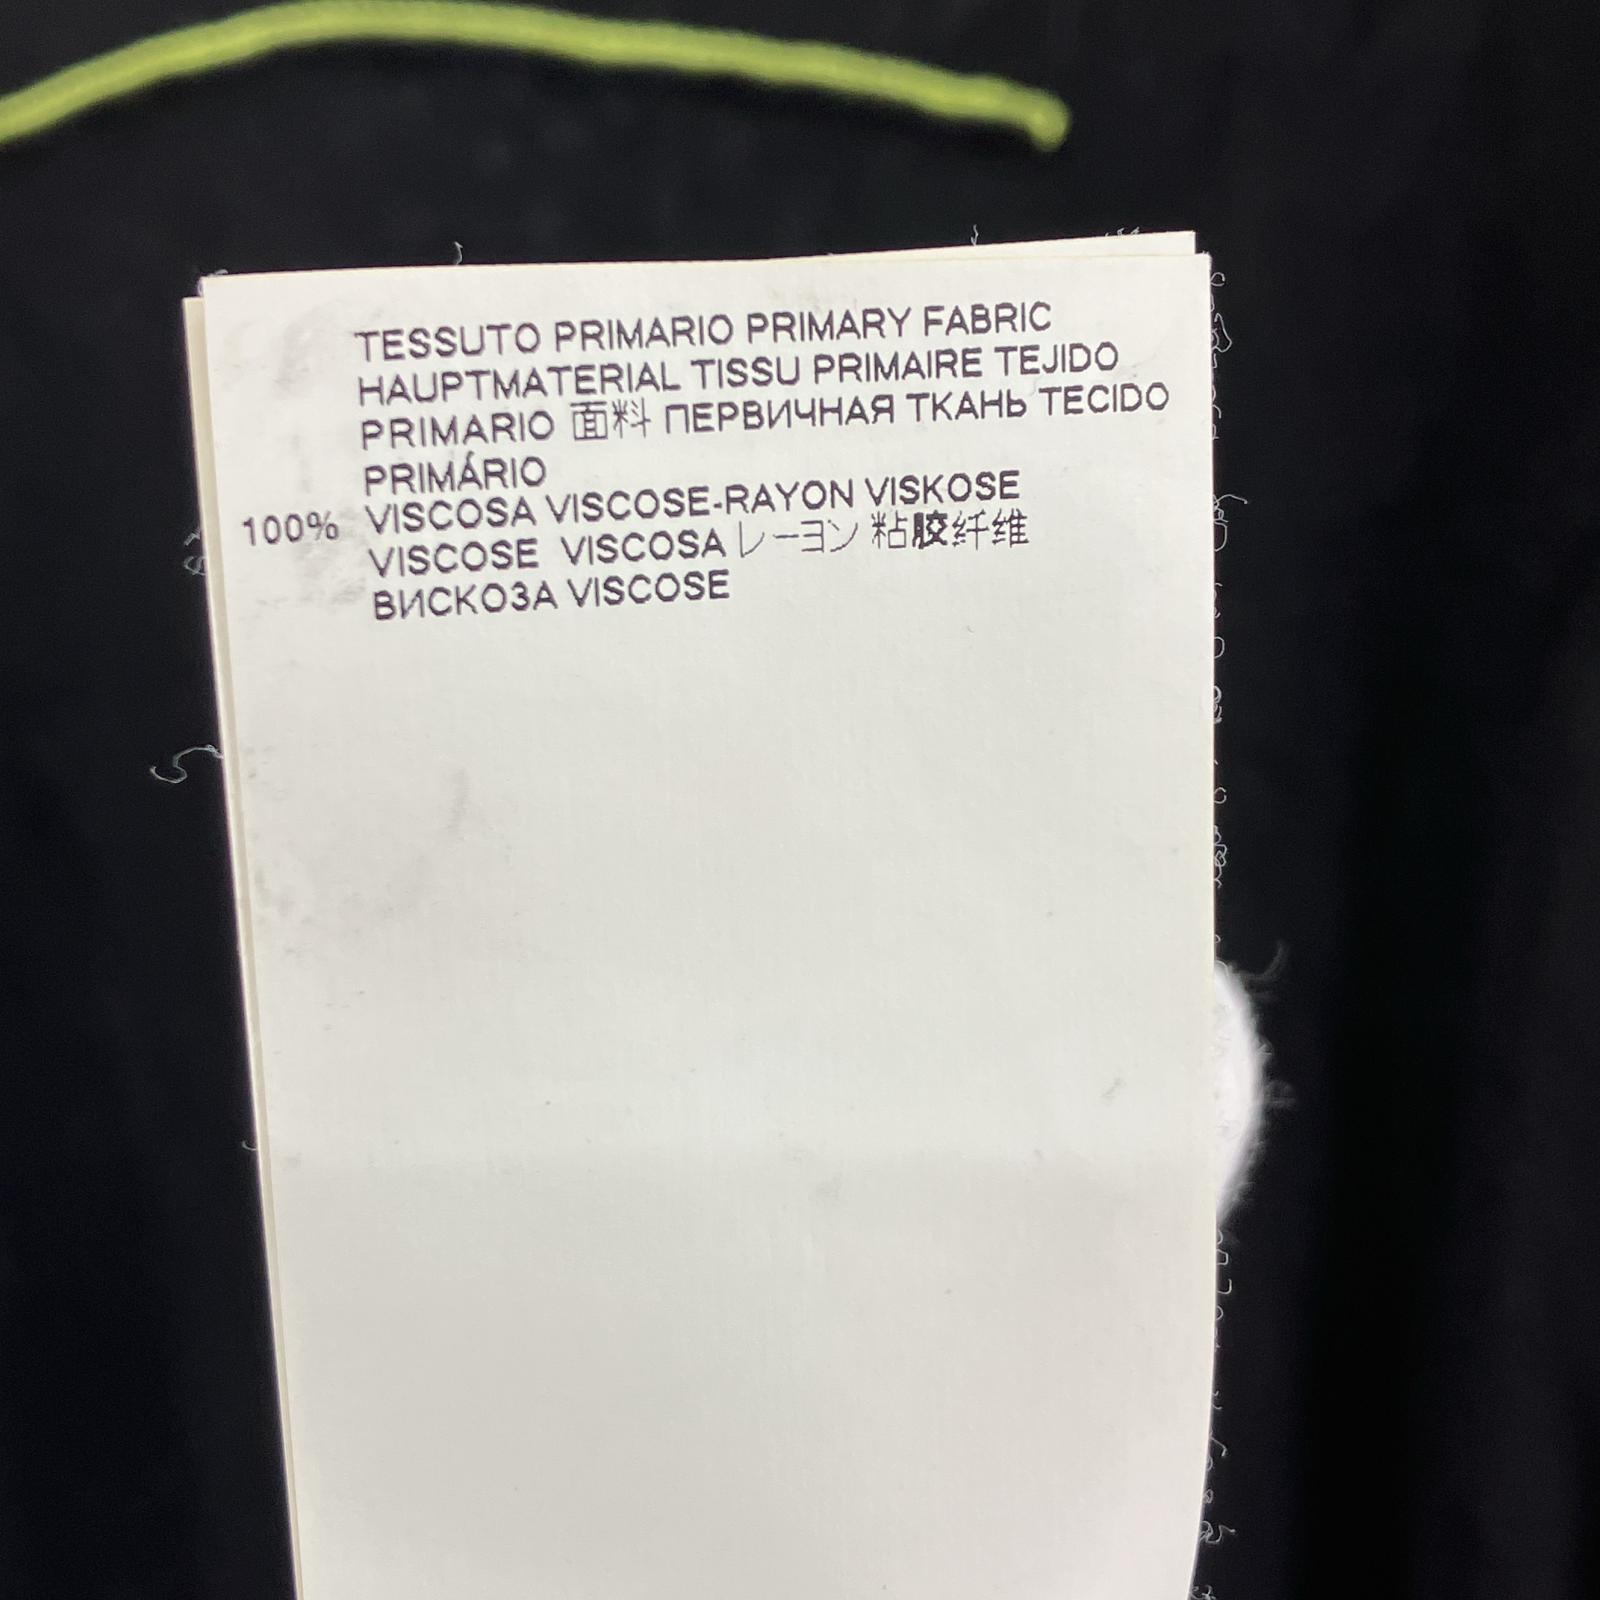 TESSUTO PRIMARIO PRIMARY FABRIC
HAUPTMATERIAL TISSU PRIMAIRE TEJIDO
PRIMARIO 面料 ПЕРВИЧНАЯ ТКАНЬ TECIDO
PRIMÁRIO
100% VISCOSA VISCOSE-RAYON VISKOSE
VISCOSE VISCOSA レーヨン 粘胶纤维
ВИСКОЗА VISCOSE